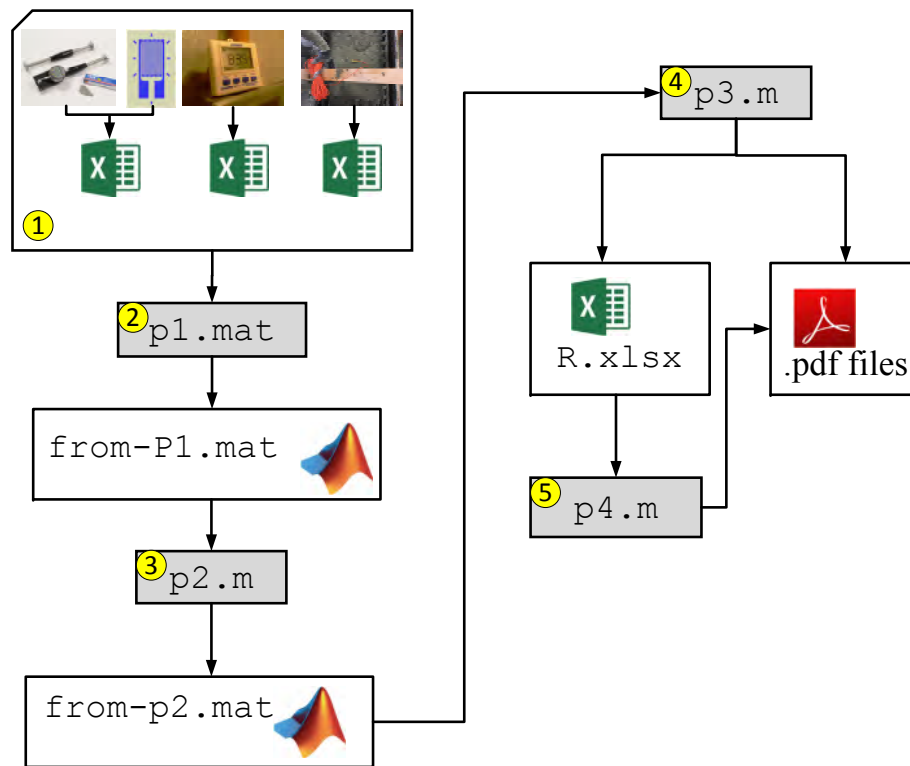 X
X
X
1
2
p1.mat
from-P1.mat
3
p2.m
from-p2.mat
4
p3.m
X
R.xlsx
.pdf files
5
p4.m